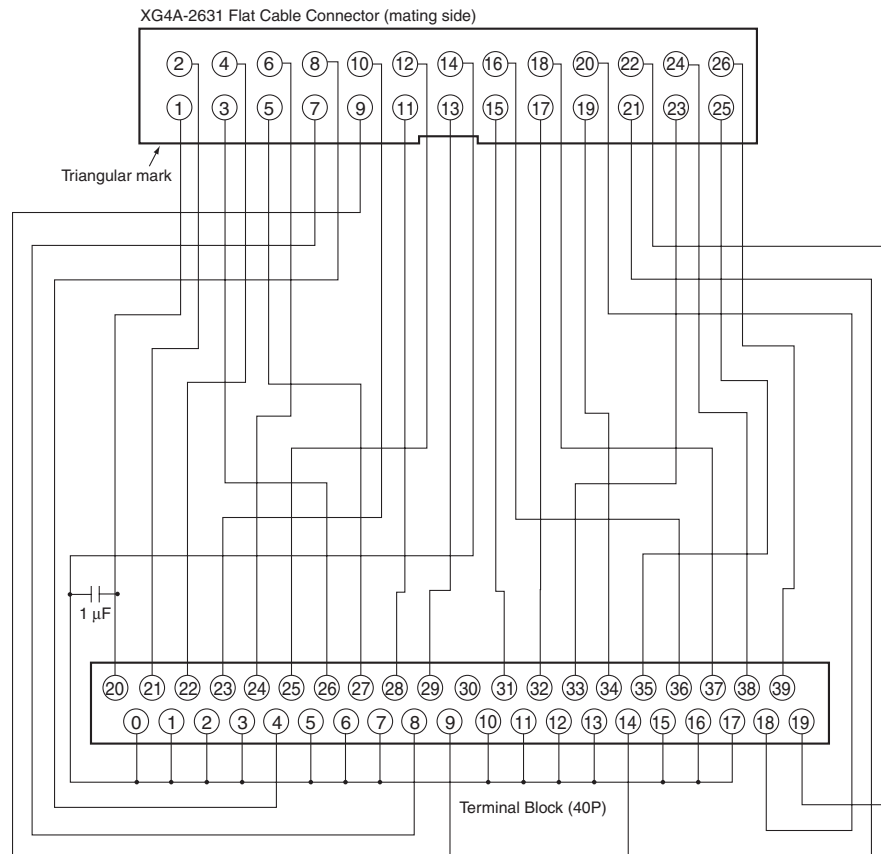 XG4A-2631 Flat Cable Connector (mating side)
2 4 6 8 10 12 14 16 18 20 22 24 26
1 3 5 7 9 11 13 15 17 19 21 23 25
Triangular mark
1 μF
20 21 22 23 24 25 26 27 28 29 30 31 32 33 34 35 36 37 38 39
0 1 2 3 4 5 6 7 8 9 10 11 12 13 14 15 16 17 18 19
Terminal Block (40P)